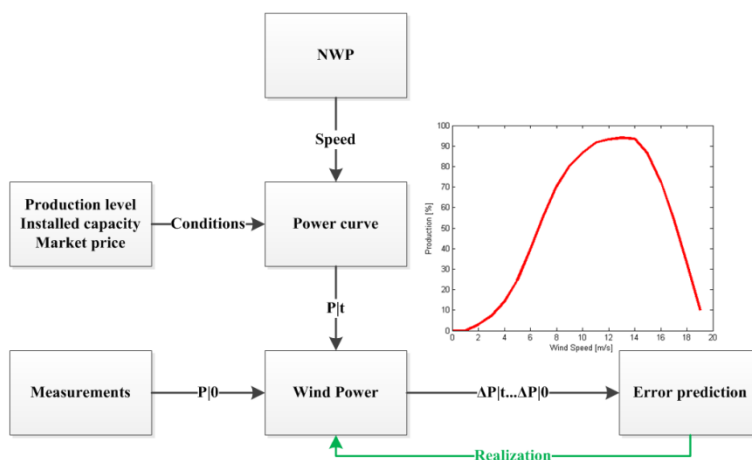 NWP
Speed
Production level
Installed capacity
Market price
Conditions
Power curve
P|t
Measurements
P|0
Wind Power
ΔP|t...ΔP|0
Error prediction
Realization
100
90
80
70
60
50
40
30
20
10
0
Production [%]
0 2 4 6 8 10 12 14 16 18 20
Wind Speed [m/s]